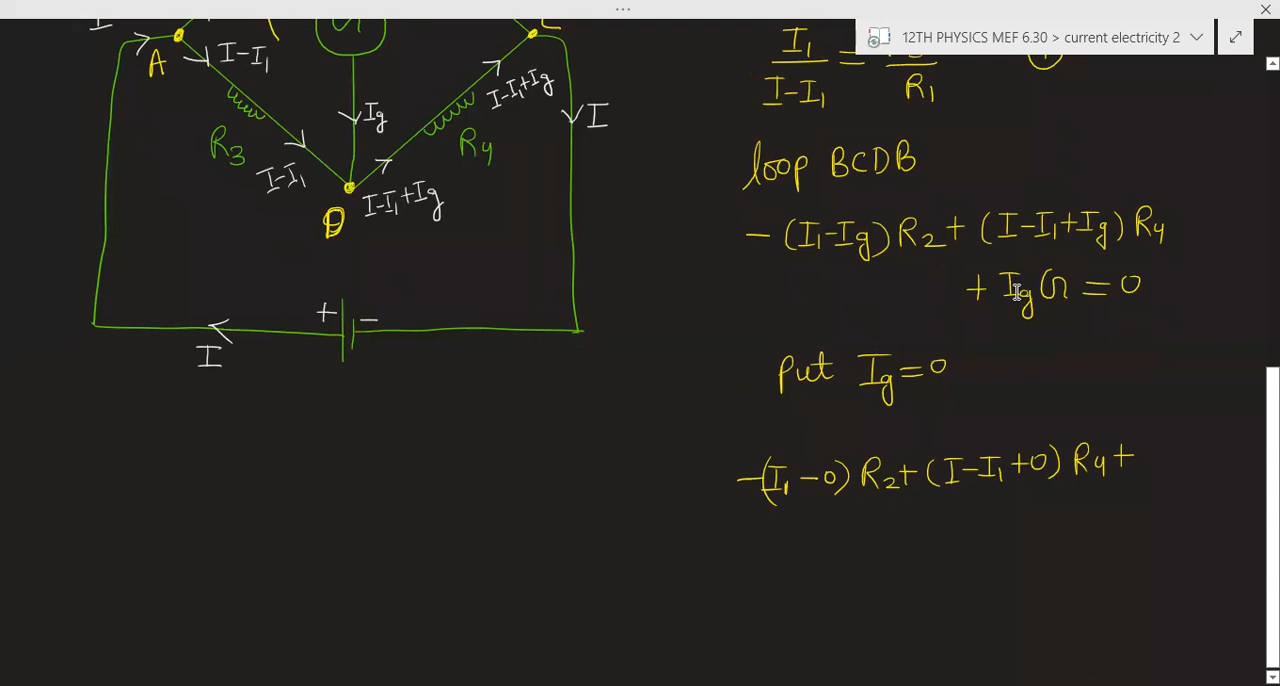 12TH PHYSICS MEF 6.30 > current electricity 2
I
A
I-I₁
R₃
I-I₁
Ig
D
I-I₁+Ig
R₄
I-I₁+Ig
I
+ -
I
I₁/(I-I₁) = /R₁
loop BCDB
- (I₁-Ig) R₂ + (I-I₁+Ig) R₄
+ Ig G = 0
Put Ig = 0
-(I₁-0) R₂ + (I-I₁+0) R₄ +